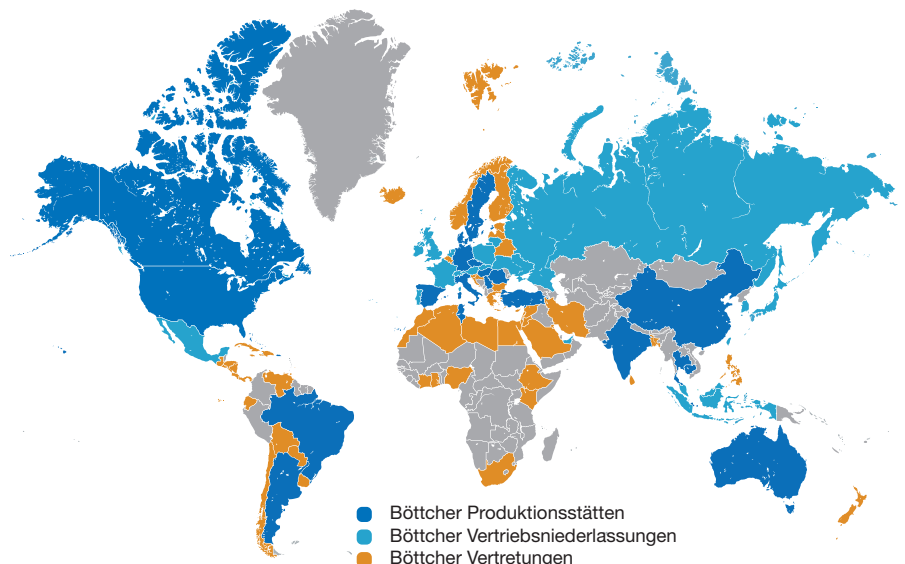 Böttcher Produktionsstätten
Böttcher Vertriebsniederlassungen
Böttcher Vertretungen